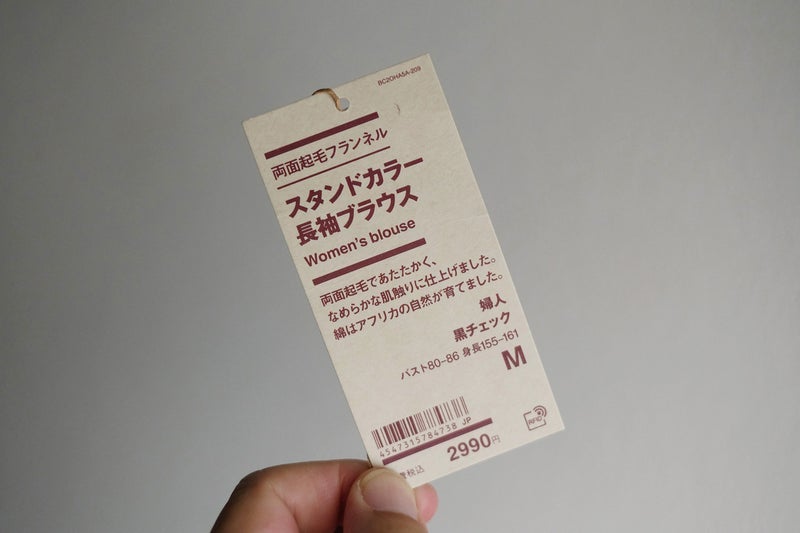 BC2GHA5A-209
両面起毛フランネル
スタンドカラー
長袖ブラウス
Women's blouse
両面起毛であたたかく、
なめらかな肌触りに仕上げました。
綿はアフリカの自然が育てました。
婦人
黒チェック
バスト80-86 身長155-161
M
4547315784738 JP
RFID
2990円
税込